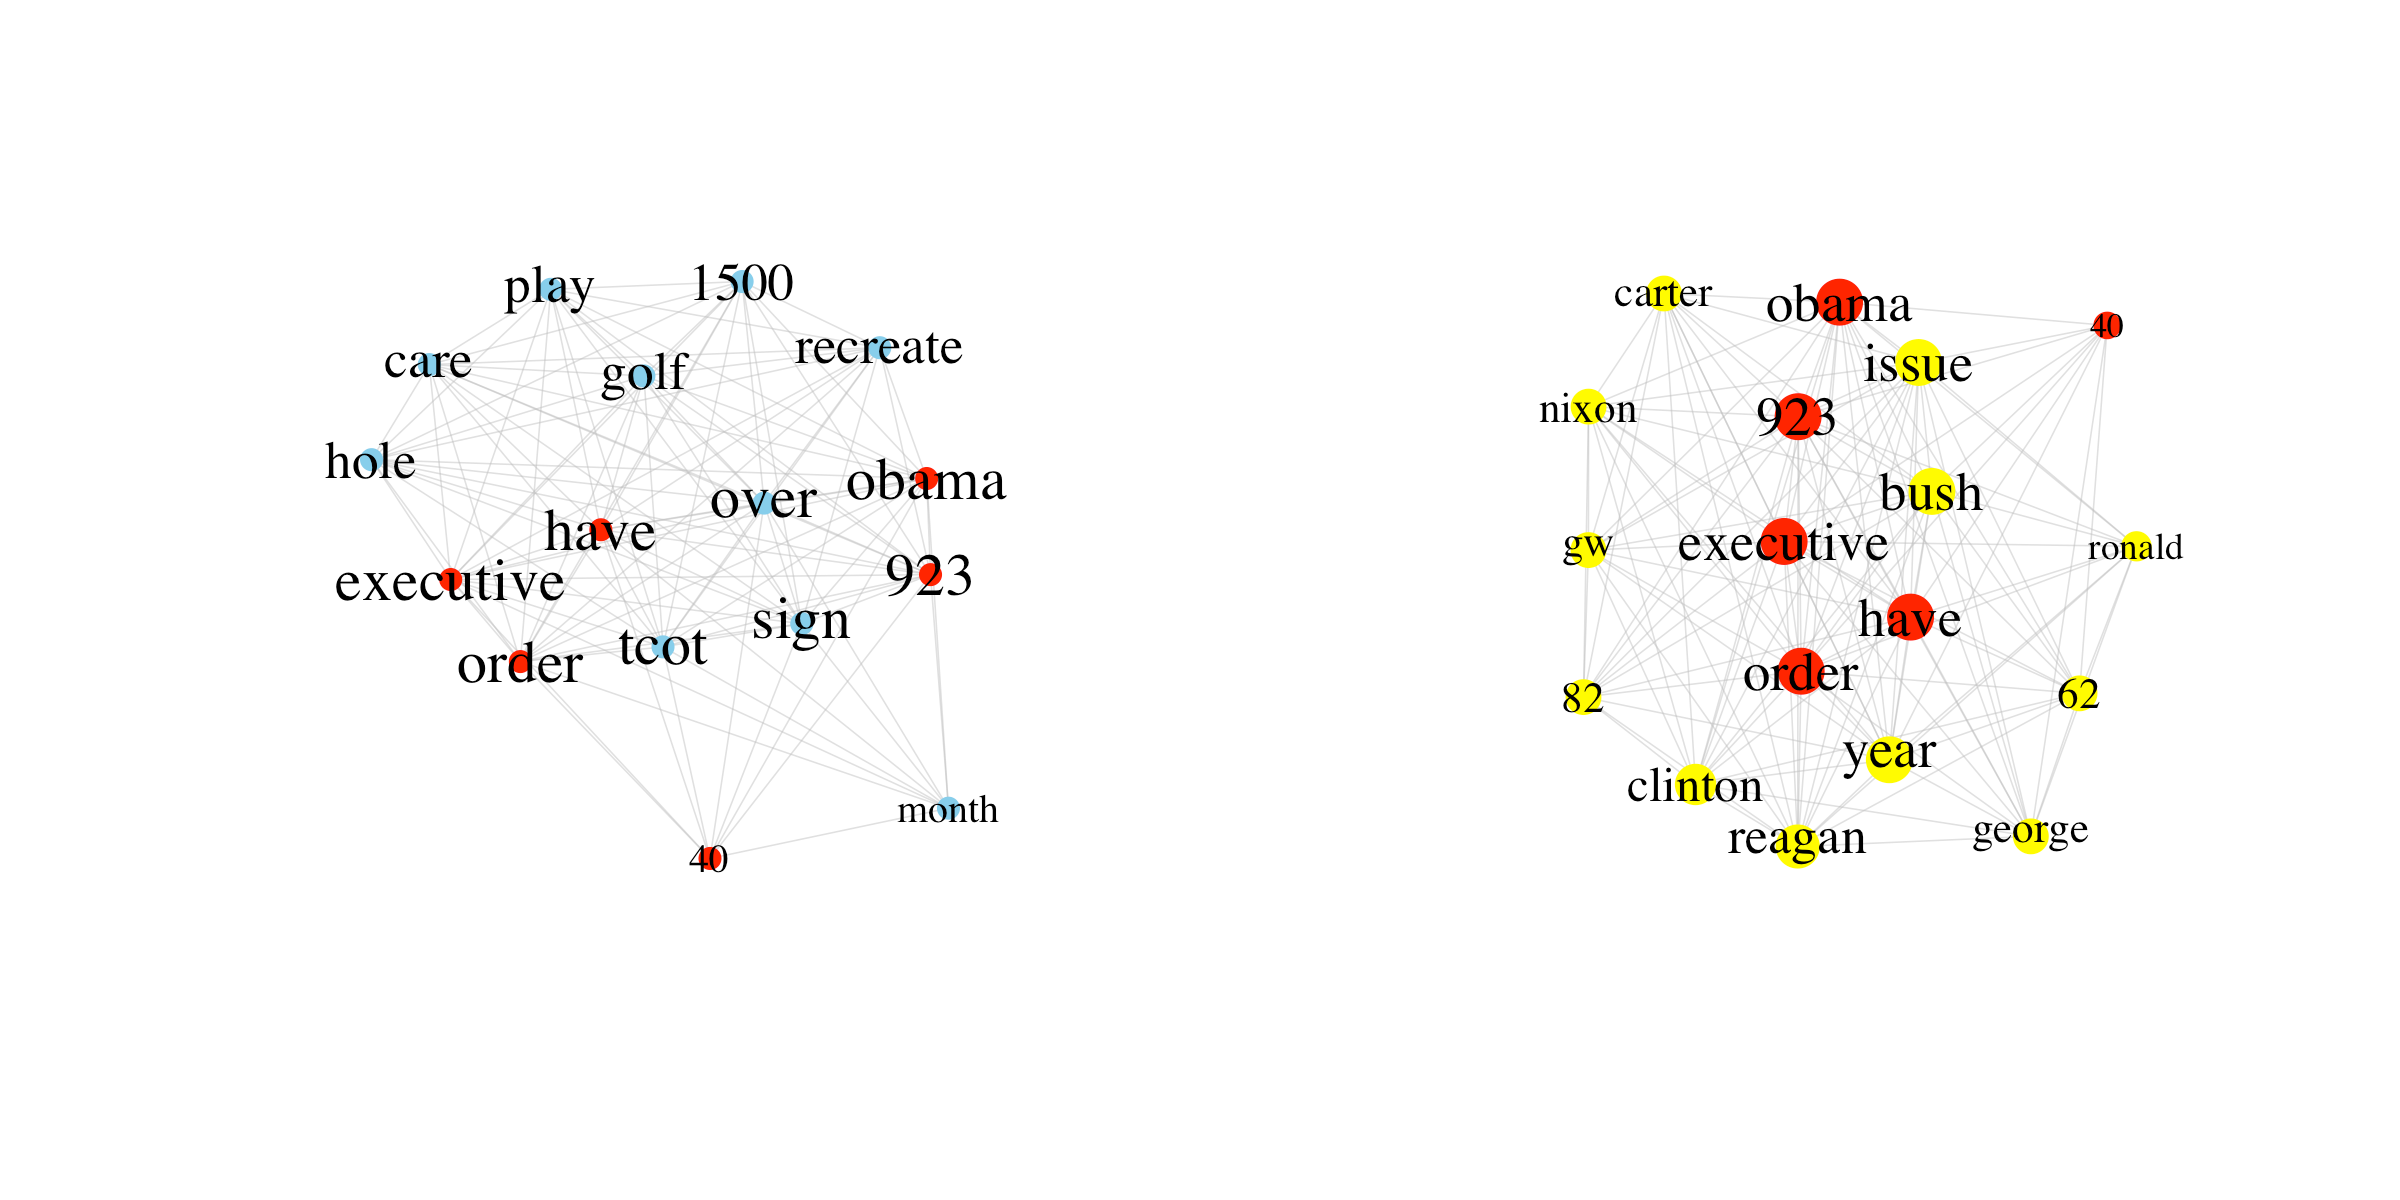 play
1500
care
golf
recreate
hole
have
over
obama
executive
923
order
tcot
sign
month
40
carter
obama
40
issue
nixon
923
bush
gw
executive
ronald
have
82
order
62
year
clinton
reagan
george